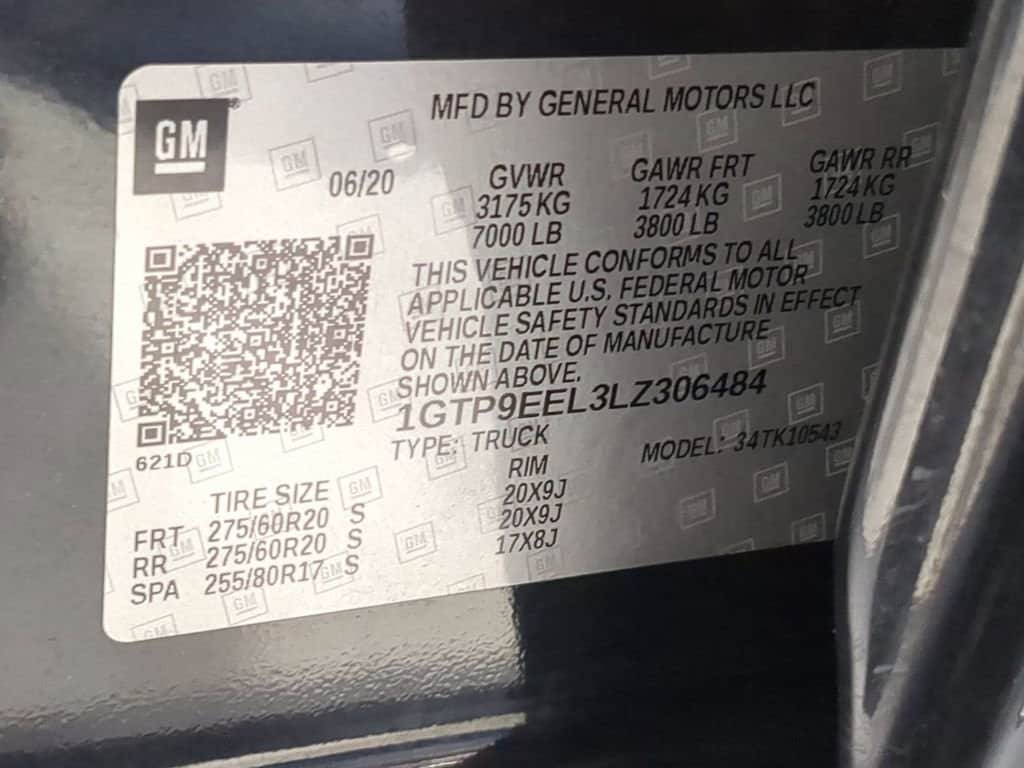 GM
MFD BY GENERAL MOTORS LLC
06/20
GVWR GAWR FRT GAWR RR
3175 KG 1724 KG 1724 KG
7000 LB 3800 LB 3800 LB
THIS VEHICLE CONFORMS TO ALL
APPLICABLE U.S. FEDERAL MOTOR
VEHICLE SAFETY STANDARDS IN EFFECT
ON THE DATE OF MANUFACTURE
SHOWN ABOVE.
1GTP9EEL3LZ306484
TYPE: TRUCK MODEL: 34TK10543
621D
TIRE SIZE RIM
FRT 275/60R20 S 20X9J
RR 275/60R20 S 20X9J
SPA 255/80R17 S 17X8J